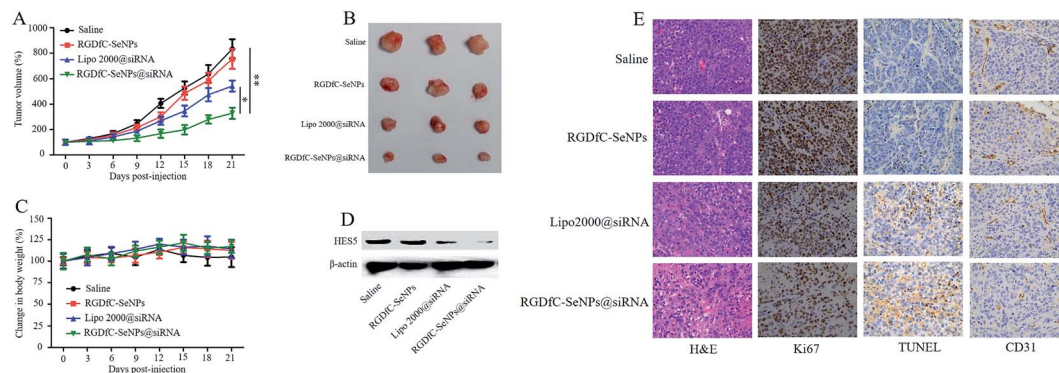 A
Tumor volume (%)
1000
800
600
400
200
0
Saline
RGDfC-SeNPs
Lipo 2000@siRNA
RGDfC-SeNPs@siRNA
**
*
0 3 6 9 12 15 18 21
Days post-injection
B
Saline
RGDfC-SeNPs
Lipo 2000@siRNA
RGDfC-SeNPs@siRNA
C
Change in body weight (%)
150
125
100
75
50
25
0
Saline
RGDfC-SeNPs
Lipo 2000@siRNA
RGDfC-SeNPs@siRNA
0 3 6 9 12 15 18 21
Days post-injection
D
HES5
β-actin
Saline
RGDfC-SeNPs
Lipo 2000@siRNA
RGDfC-SeNPs@siRNA
E
Saline
RGDfC-SeNPs
Lipo2000@siRNA
RGDfC-SeNPs@siRNA
H&E Ki67 TUNEL CD31